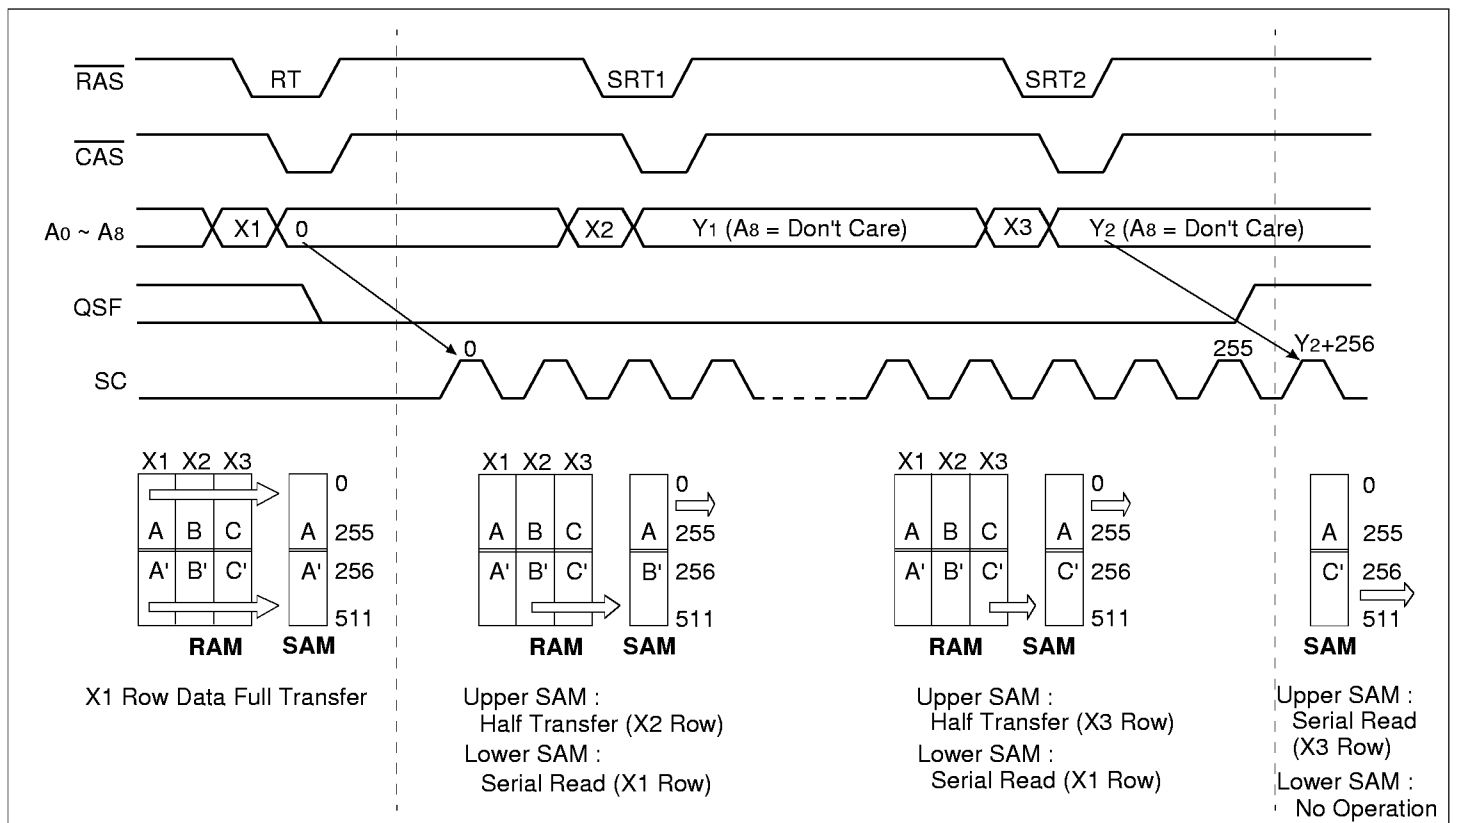 RAS RT SRT1 SRT2
CAS
A0 ~ A8 X1 0 X2 Y1 (A8 = Don't Care) X3 Y2 (A8 = Don't Care)
QSF
0 255 Y2+256
SC
X1 X2 X3 0
A B C A 255
A' B' C' A' 256
511
RAM SAM
X1 Row Data Full Transfer
X1 X2 X3 0
A B C A 255
A' B' C' B' 256
511
RAM SAM
Upper SAM :
Half Transfer (X2 Row)
Lower SAM :
Serial Read (X1 Row)
X1 X2 X3 0
A B C A 255
A' B' C' C' 256
511
RAM SAM
Upper SAM :
Half Transfer (X3 Row)
Lower SAM :
Serial Read (X1 Row)
0
A 255
C' 256
511
SAM
Upper SAM :
Serial Read
(X3 Row)
Lower SAM :
No Operation